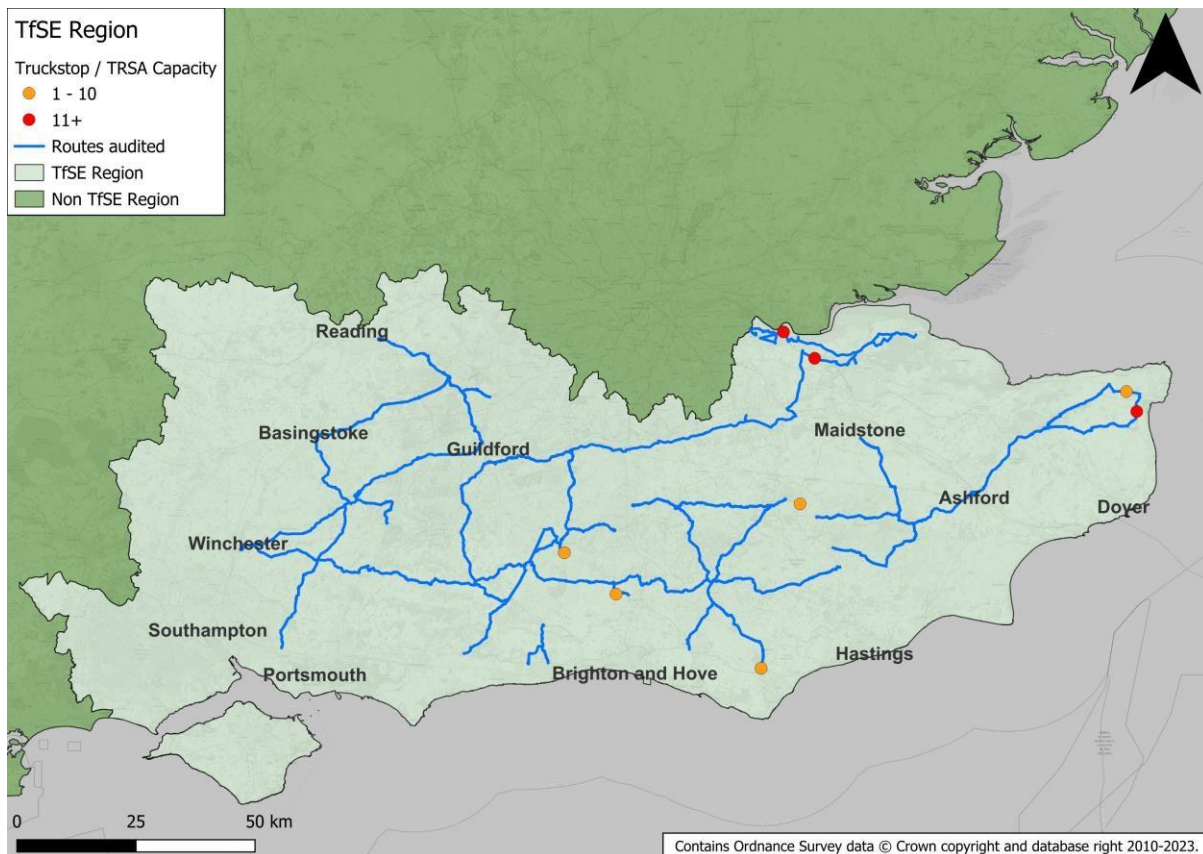 TfSE Region
Truckstop / TRSA Capacity
1 - 10
11+
Routes audited
TfSE Region
Non TfSE Region
Reading
Basingstoke
Guildford
Maidstone
Ashford
Dover
Winchester
Southampton
Portsmouth
Brighton and Hove
Hastings
0 25 50 km
Contains Ordnance Survey data © Crown copyright and database right 2010-2023.